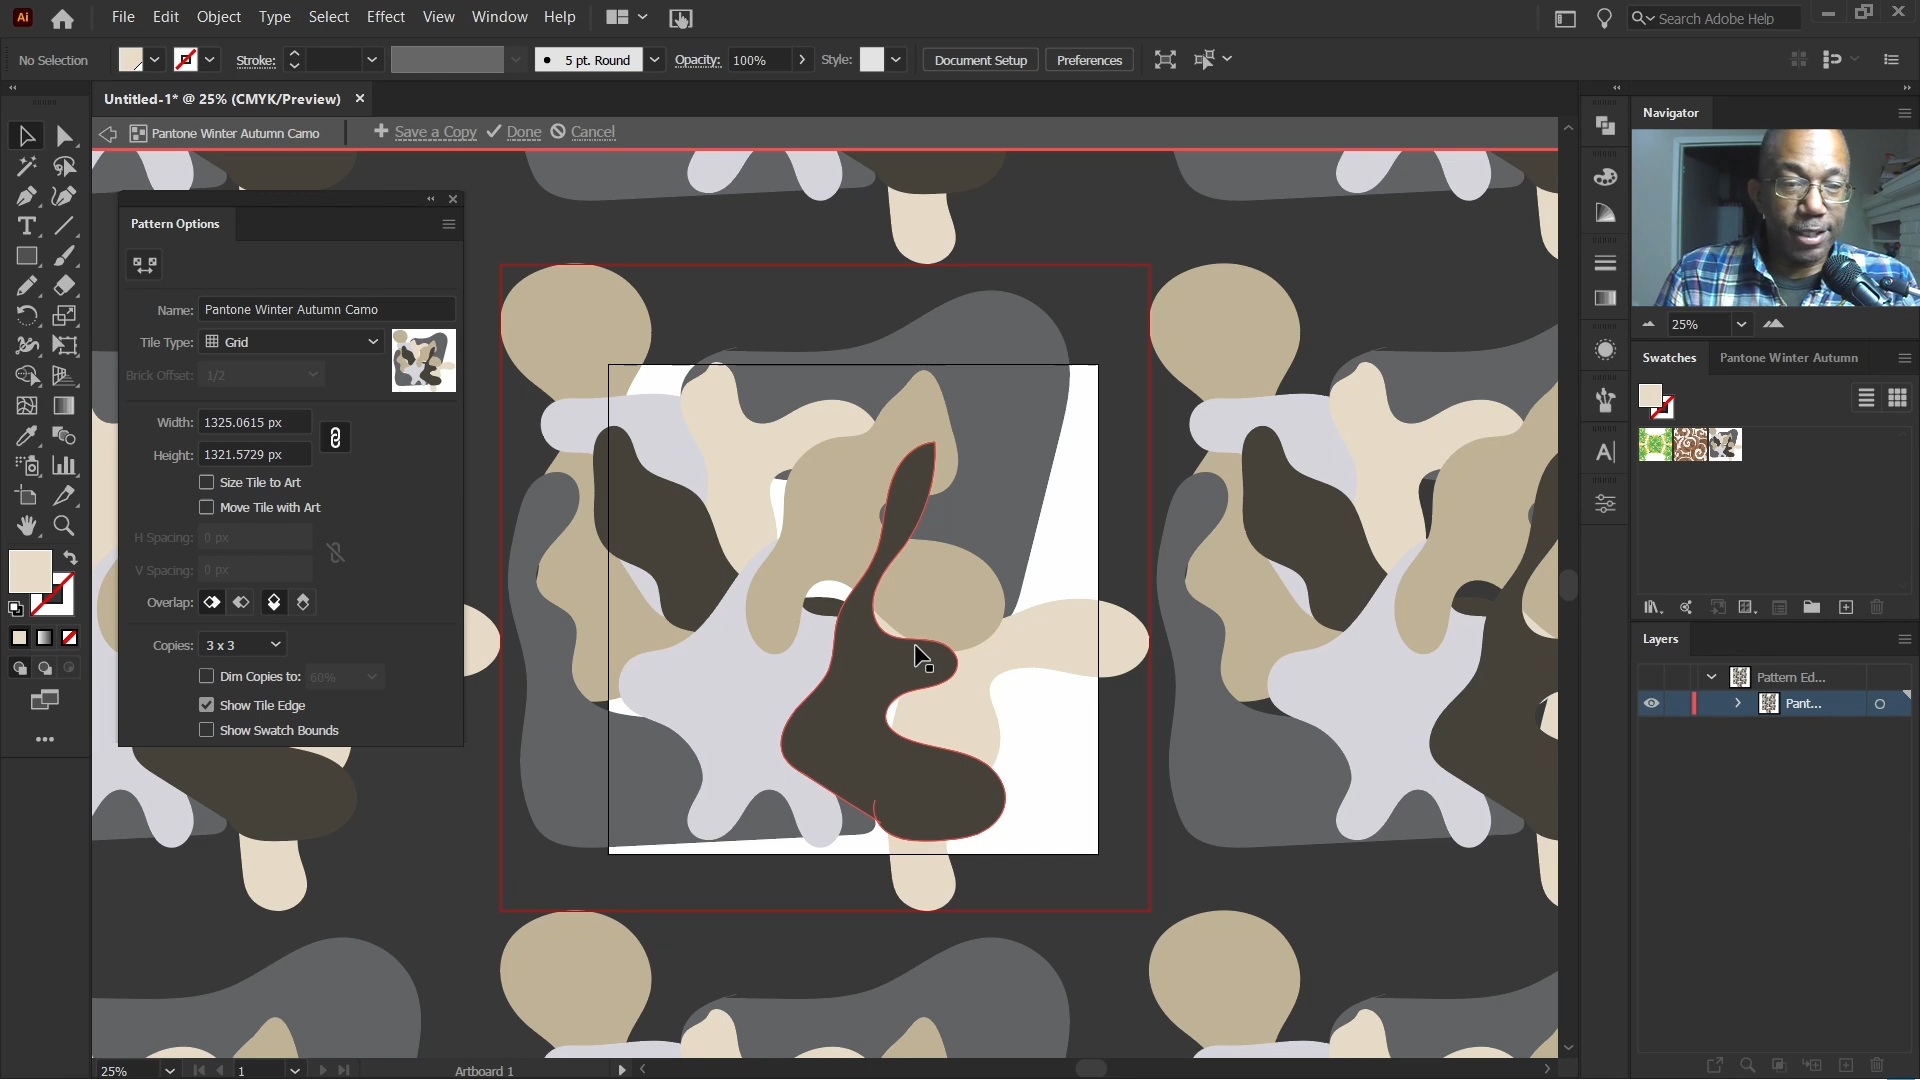 Ai File Edit Object Type Select Effect View Window Help Search Adobe Help
No Selection Stroke: 5 pt. Round Opacity: 100% Style: Document Setup Preferences
Untitled-1* @ 25% (CMYK/Preview)
Pantone Winter Autumn Camo Save a Copy Done Cancel
Pattern Options
Name: Pantone Winter Autumn Camo
Tile Type: Grid
Brick Offset: 1/2
Width: 1325.0615 px
Height: 1321.5729 px
Size Tile to Art
Move Tile with Art
H Spacing: 0 px
V Spacing: 0 px
Overlap:
Copies: 3 x 3
Dim Copies to: 60%
Show Tile Edge
Show Swatch Bounds
Navigator
25%
Swatches Pantone Winter Autumn
Layers
Pattern Ed...
Pant...
25% 1 Artboard 1